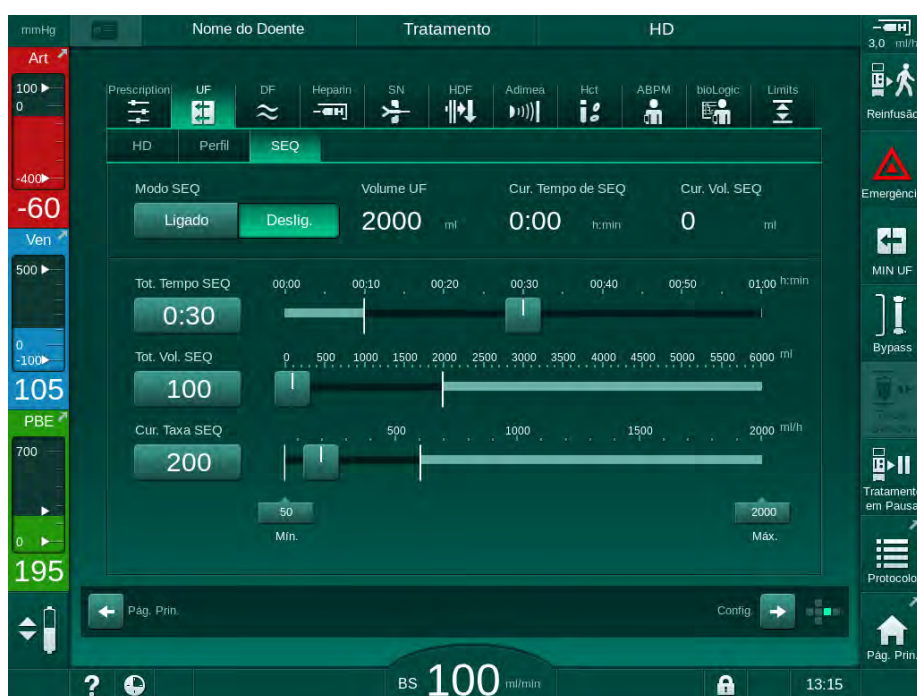 mmHg Nome do Doente Tratamento HD
3,0 ml/h
Art
100
0
-400
-60
Ven
500
0
-100
105
PBE
700
0
195
Prescription UF DF Heparin SN HDF Adimea Hct ABPM bioLogic Limits
HD Perfil SEQ
Modo SEQ Volume UF Cur. Tempo de SEQ Cur. Vol. SEQ
Ligado Deslig. 2000 ml 0:00 h:min 0 ml
Tot. Tempo SEQ 00:00 00:10 00:20 00:30 00:40 00:50 01:00 h:min
0:30
Tot. Vol. SEQ 0 500 1000 1500 2000 2500 3000 3500 4000 4500 5000 5500 6000 ml
100
Cur. Taxa SEQ 500 1000 1500 2000 ml/h
200
50 2000
Mín. Máx.
Pág. Prin. Config.
Reinfusão
Emergênci
MIN UF
Bypass
Tratament
em Pausa
Protocolo
Pág. Prin.
? BS 100 ml/min 13:15